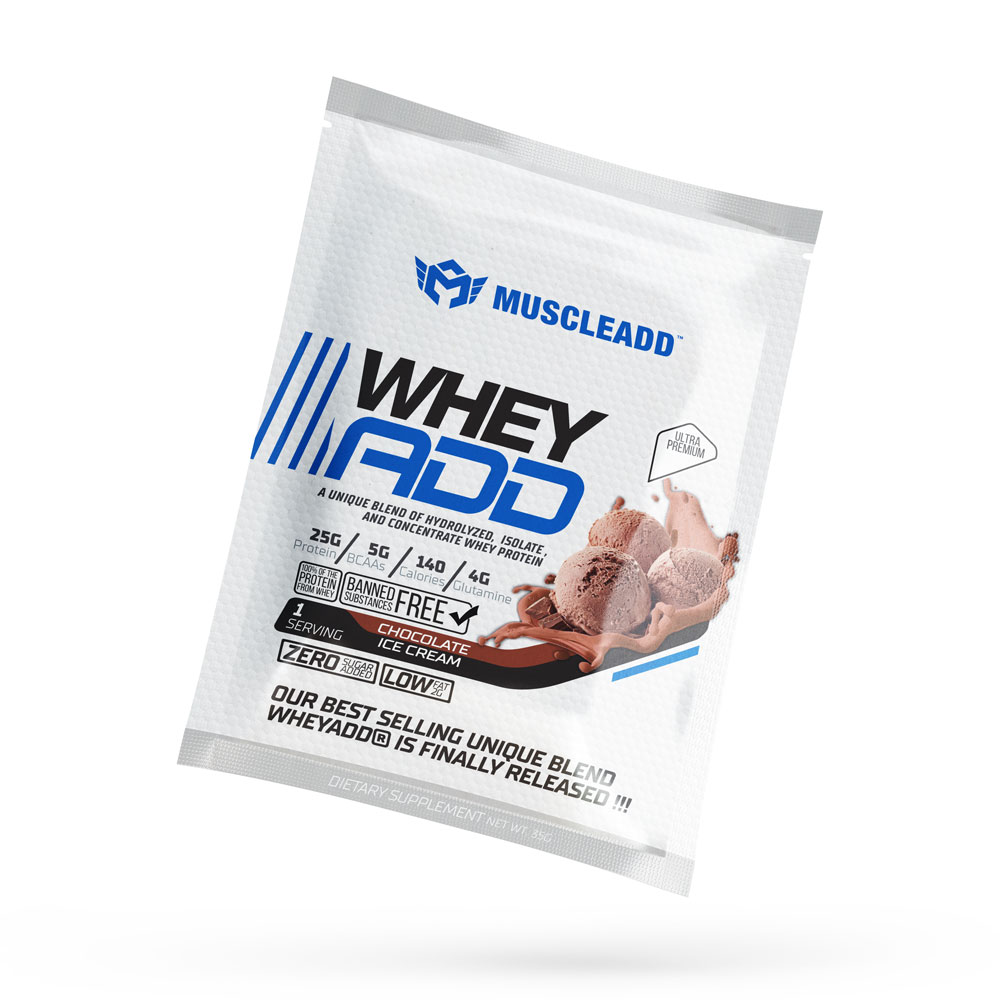 MUSCLEADD™
WHEY
ADD
ULTRA
PREMIUM
A UNIQUE BLEND OF HYDROLYZED, ISOLATE,
AND CONCENTRATE WHEY PROTEIN
25G Protein / 5G BCAAs / 140 Calories / 4G Glutamine
100% OF THE
PROTEIN
FROM WHEY
BANNED
SUBSTANCES
FREE
1
SERVING
CHOCOLATE
ICE CREAM
ZERO SUGAR ADDED
LOW FAT 2G
OUR BEST SELLING UNIQUE BLEND
WHEYADD® IS FINALLY RELEASED !!!
DIETARY SUPPLEMENT NET WT. 35G